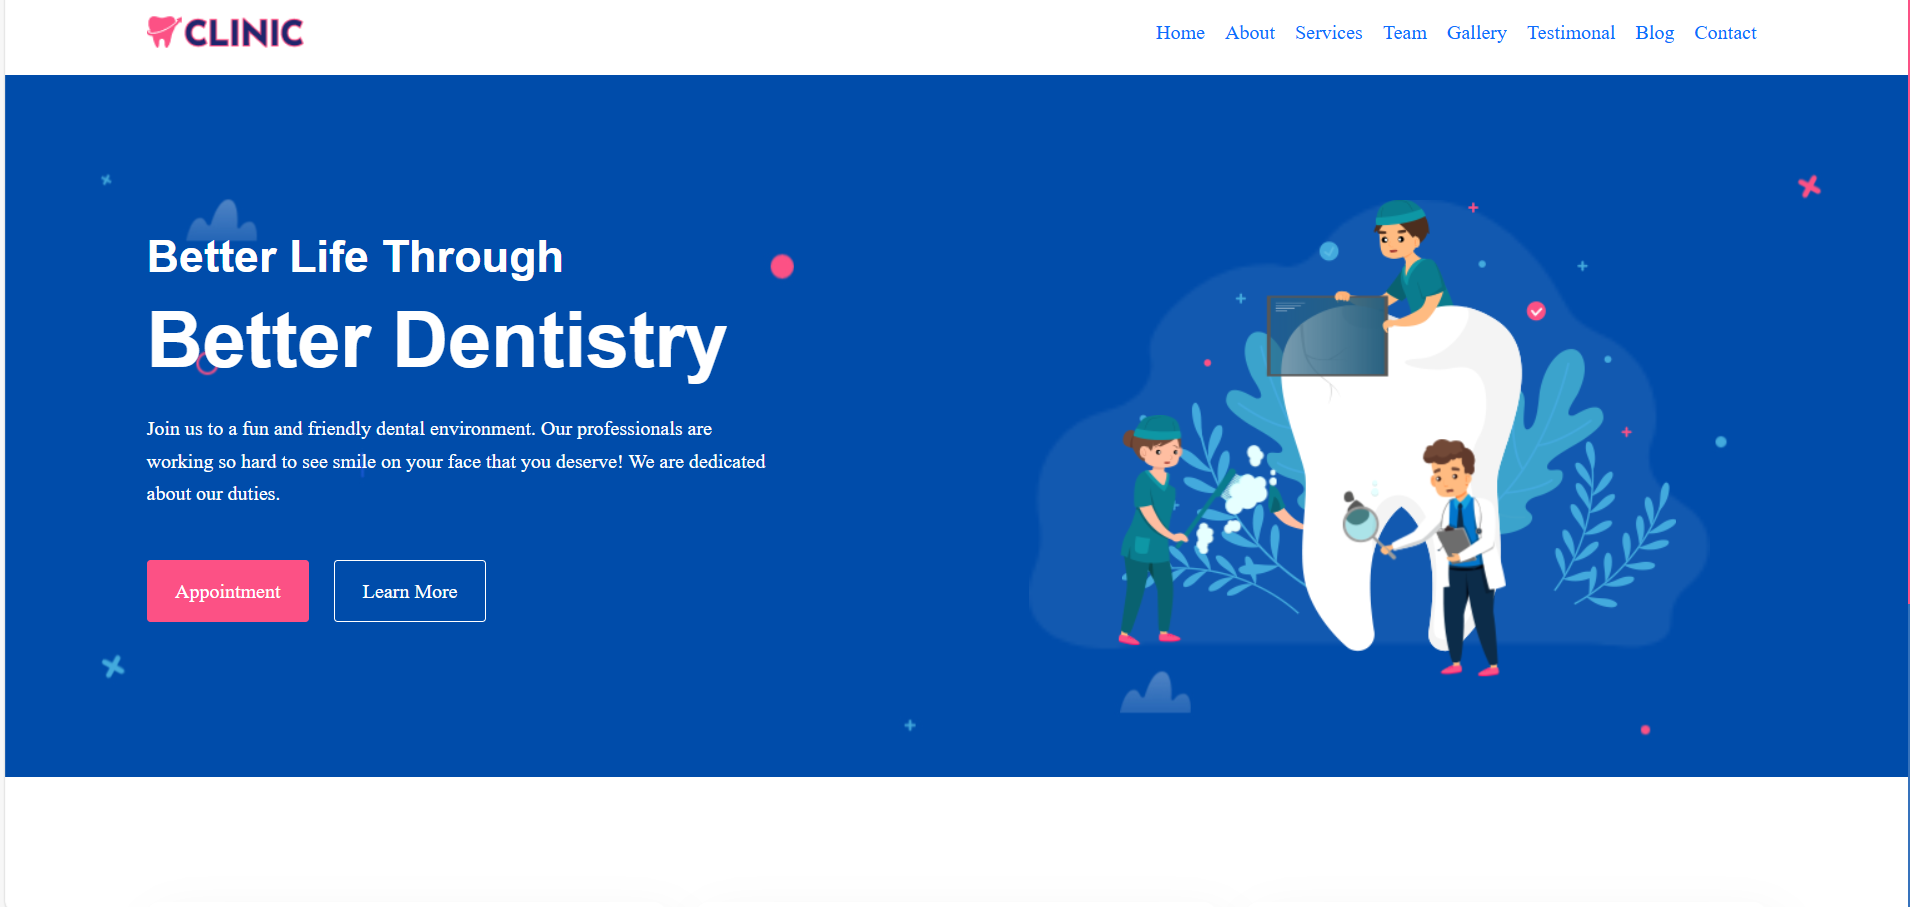 CLINIC
Home About Services Team Gallery Testimonal Blog Contact
Better Life Through
Better Dentistry
Join us to a fun and friendly dental environment. Our professionals are
working so hard to see smile on your face that you deserve! We are dedicated
about our duties.
Appointment Learn More